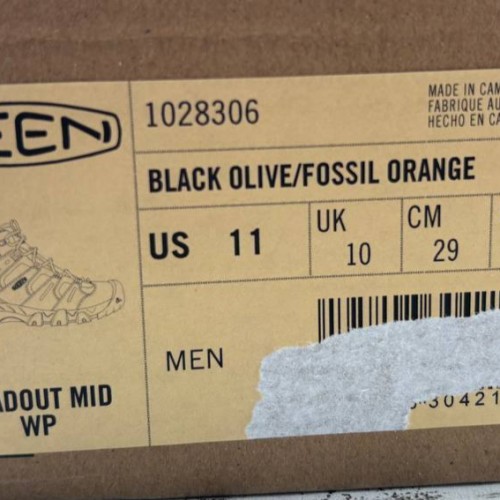 EEN
1028306
MADE IN CAM
FABRIQUE AU
HECHO EN CA
BLACK OLIVE/FOSSIL ORANGE
US 11
UK 10
CM 29
MEN
30421
ADOUT MID
WP